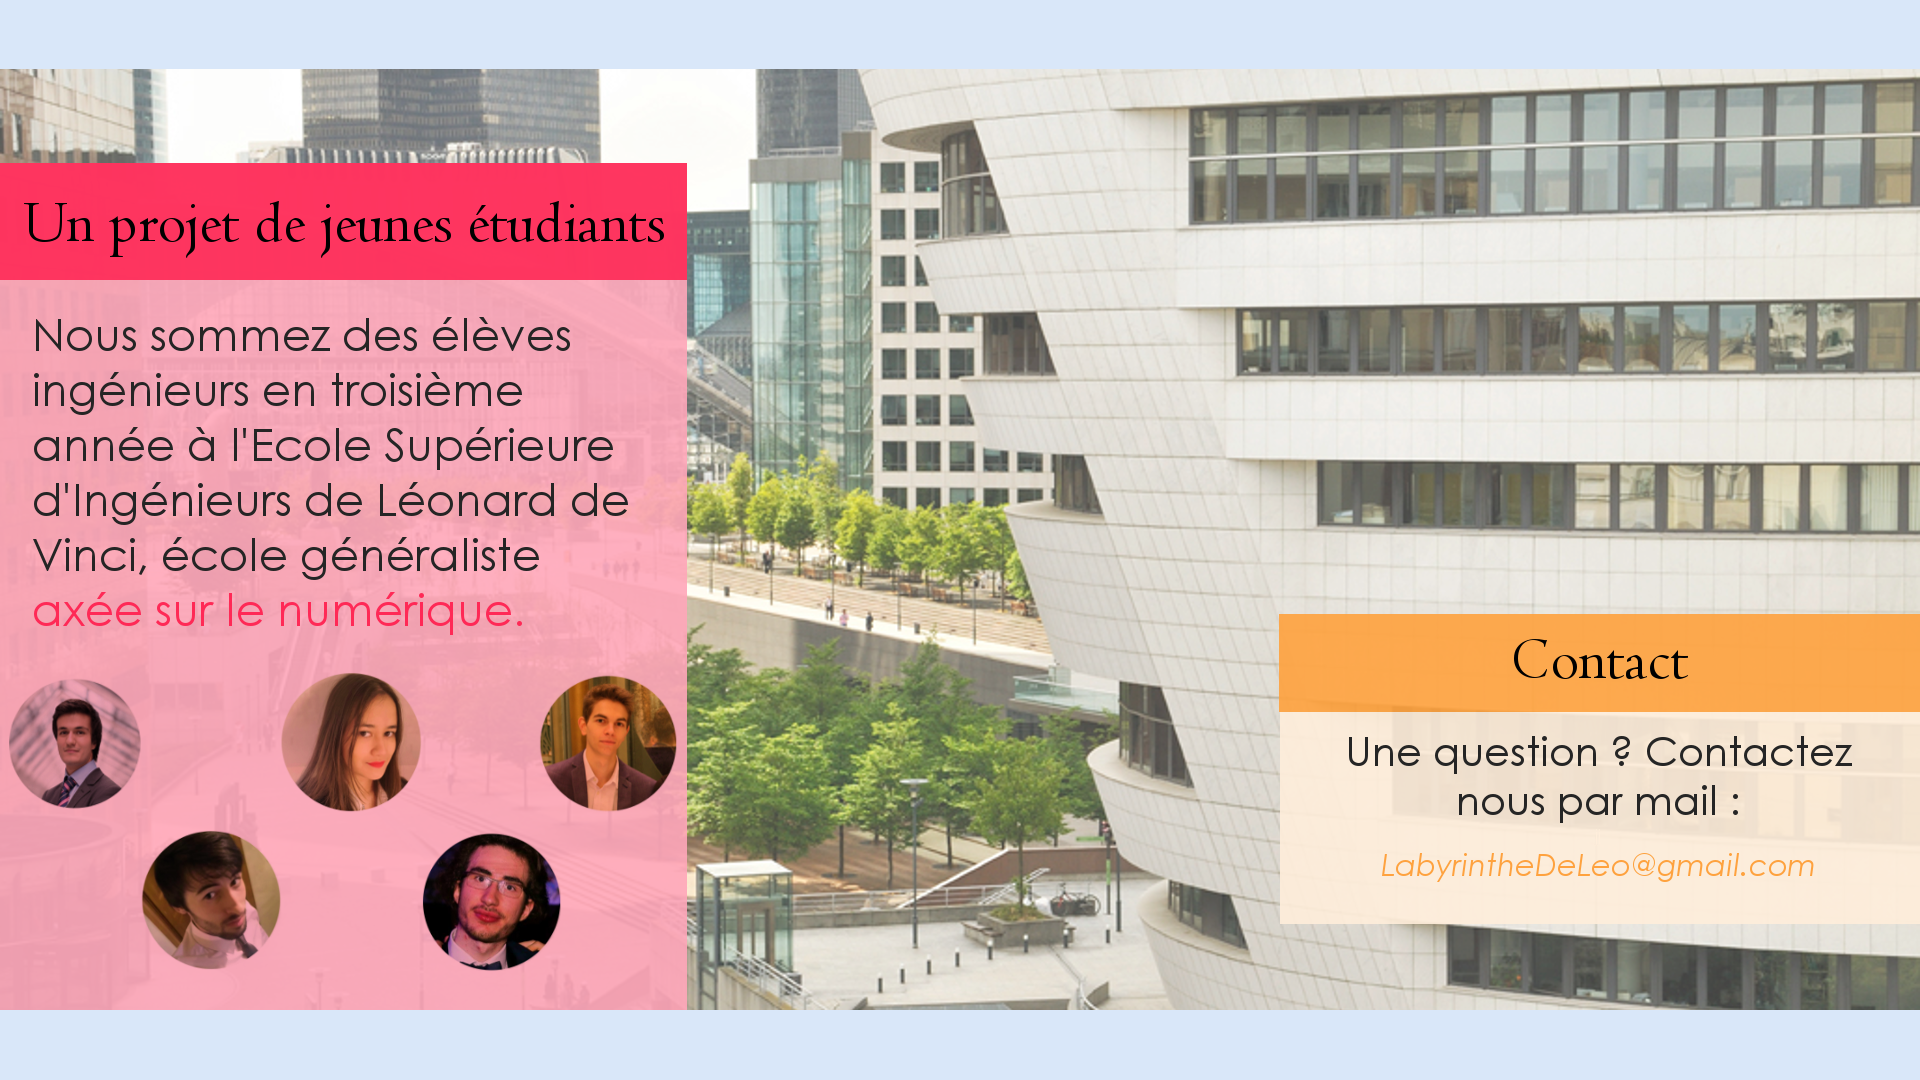 Un projet de jeunes étudiants
Nous sommez des élèves
ingénieurs en troisième
année à l'Ecole Supérieure
d'Ingénieurs de Léonard de
Vinci, école généraliste
axée sur le numérique.
Contact
Une question ? Contactez
nous par mail :
LabyrintheDeLeo@gmail.com